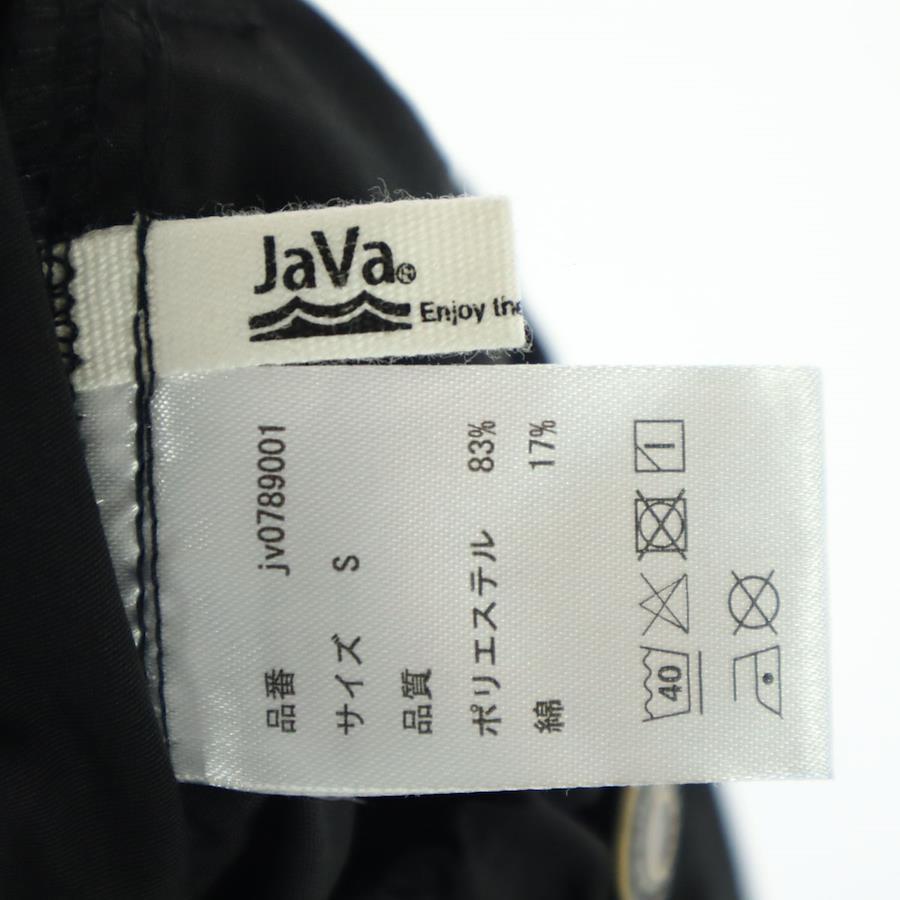 JaVa®
Enjoy the
品番 jv0789001
サイズ S
品質
ポリエステル 83%
綿 17%
40